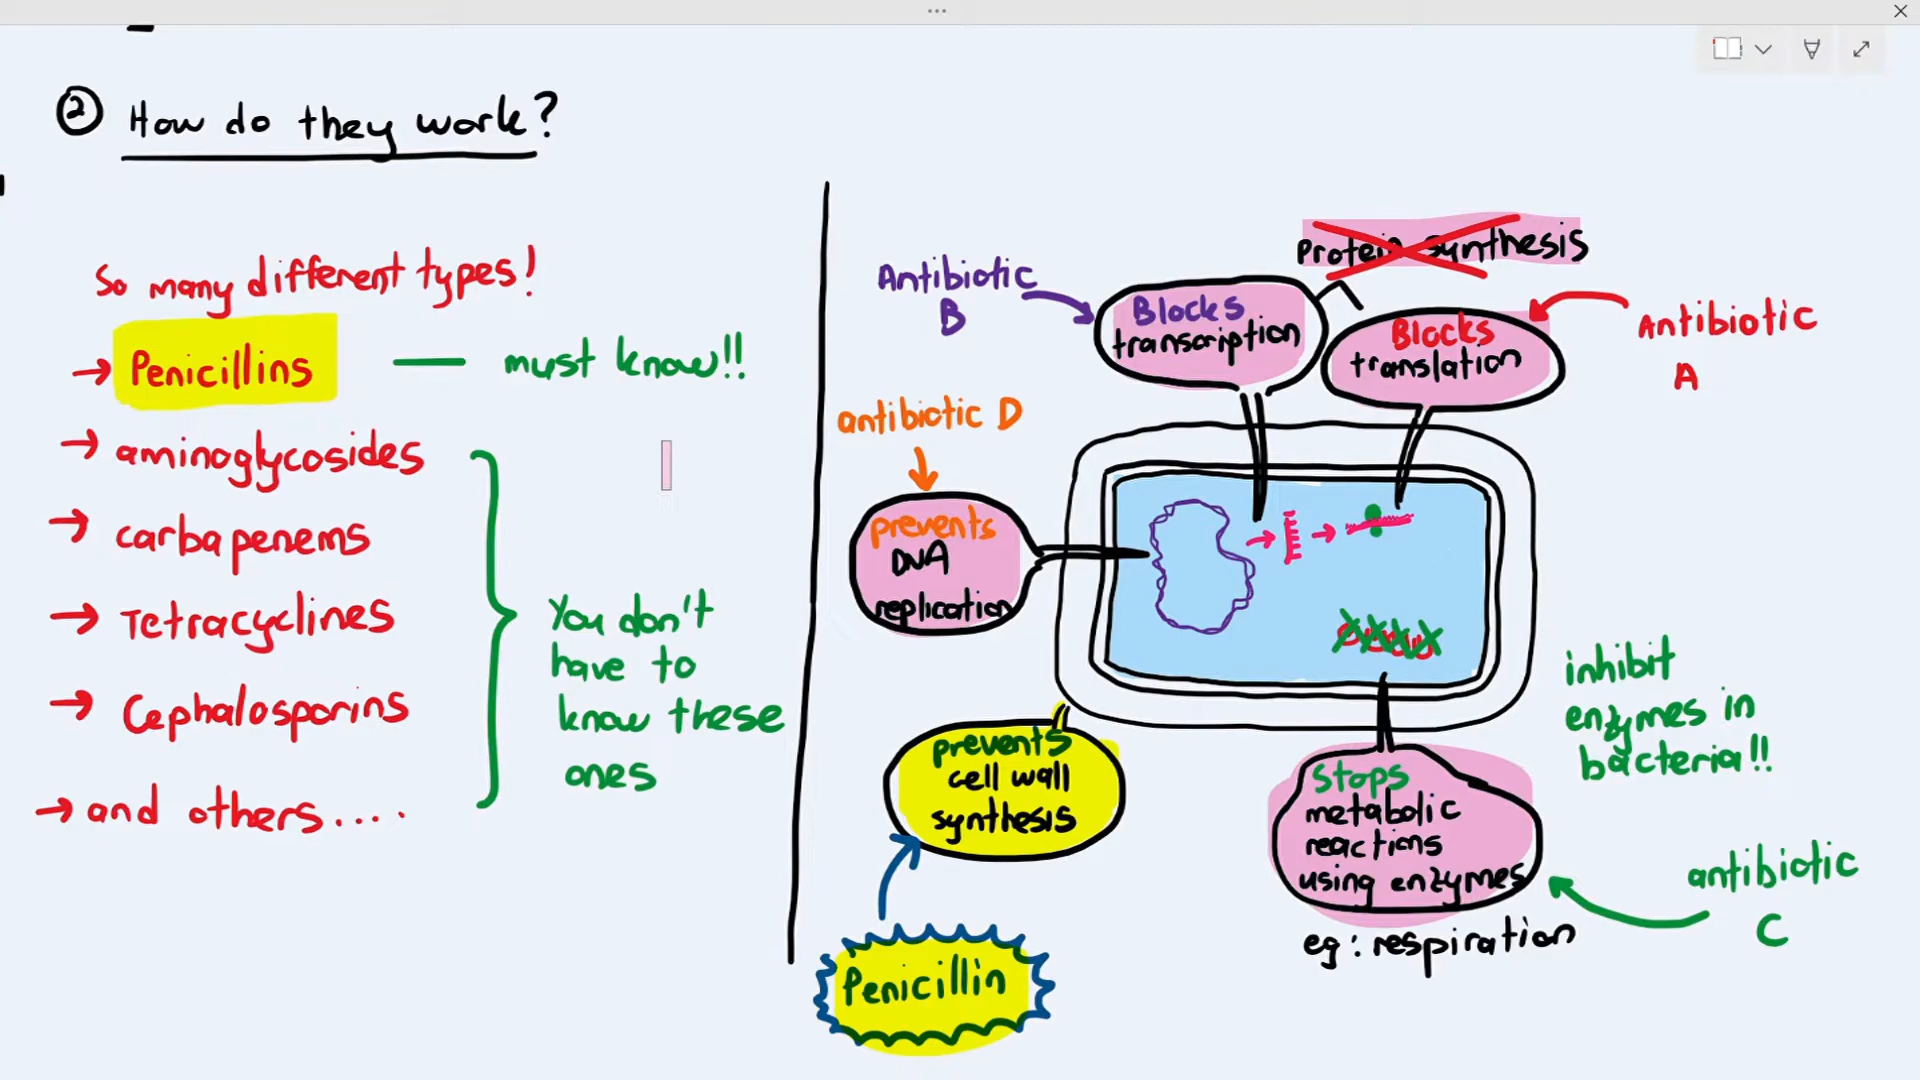 ② How do they work?
So many different types!
→ Penicillins — must know!!
→ aminoglycosides
→ carbapenems
→ Tetracyclines
→ Cephalosporins
→ and others....
You don't
have to
know these
ones
Protein synthesis
Antibiotic
B
Blocks
transcription
Blocks
translation
Antibiotic
A
antibiotic D
prevents
DNA
replication
prevents
cell wall
synthesis
Penicillin
inhibit
enzymes in
bacteria!!
Stops
metabolic
reactions
using enzymes
eg: respiration
antibiotic
C